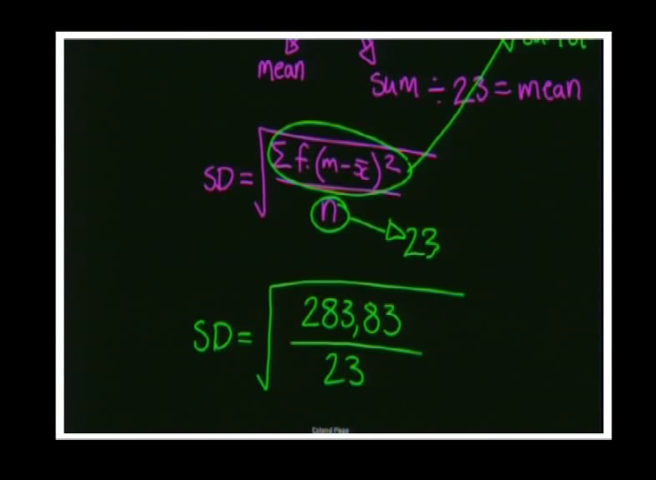 mean
sum ÷ 23 = mean
SD = √(Σf.(m-x̄)²/n)
23
SD = √(283,83/23)